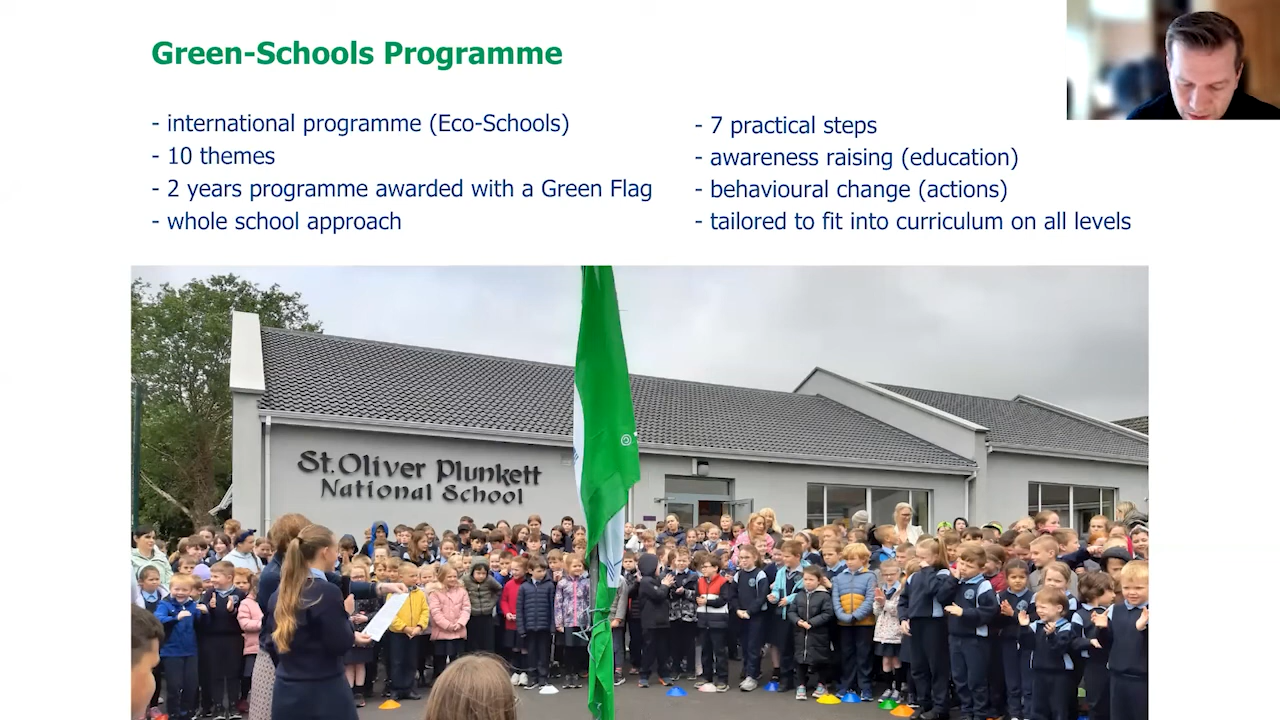 Green-Schools Programme
- international programme (Eco-Schools)
- 10 themes
- 2 years programme awarded with a Green Flag
- whole school approach
- 7 practical steps
- awareness raising (education)
- behavioural change (actions)
- tailored to fit into curriculum on all levels
St. Oliver Plunkett
National School